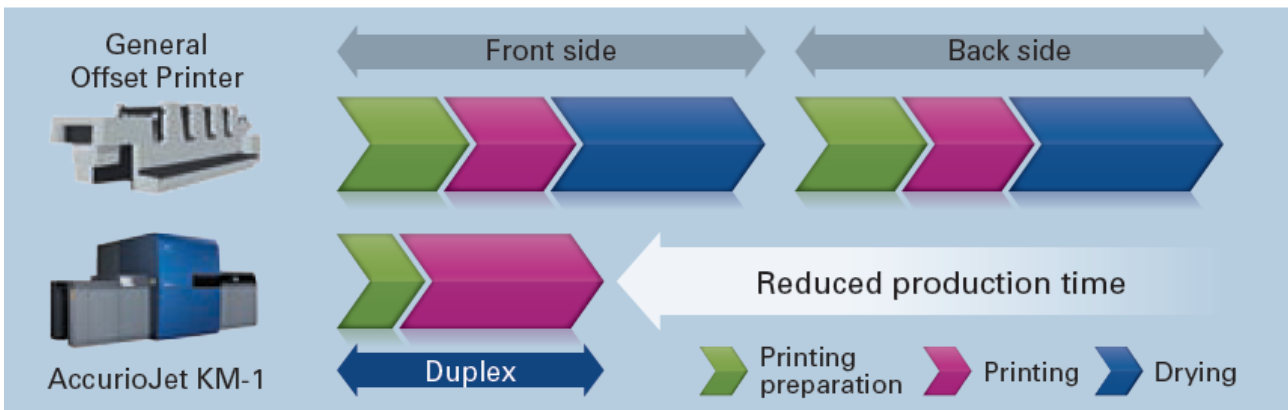 General
Offset Printer
Front side
Back side
AccurioJet KM-1
Duplex
Reduced production time
Printing
preparation
Printing
Drying